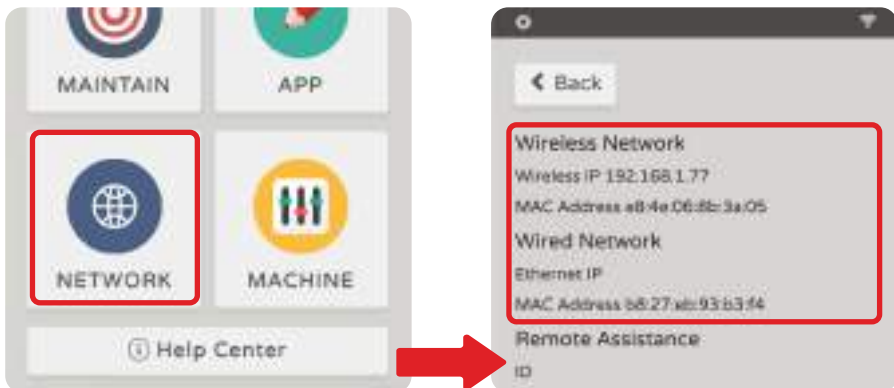 MAINTAIN
APP
NETWORK
MACHINE
Help Center
Back
Wireless Network
Wireless IP 192.168.1.77
MAC Address e8:4e:06:8b:3a:05
Wired Network
Ethernet IP
MAC Address b8:27:eb:93:b3:f4
Remote Assistance
ID